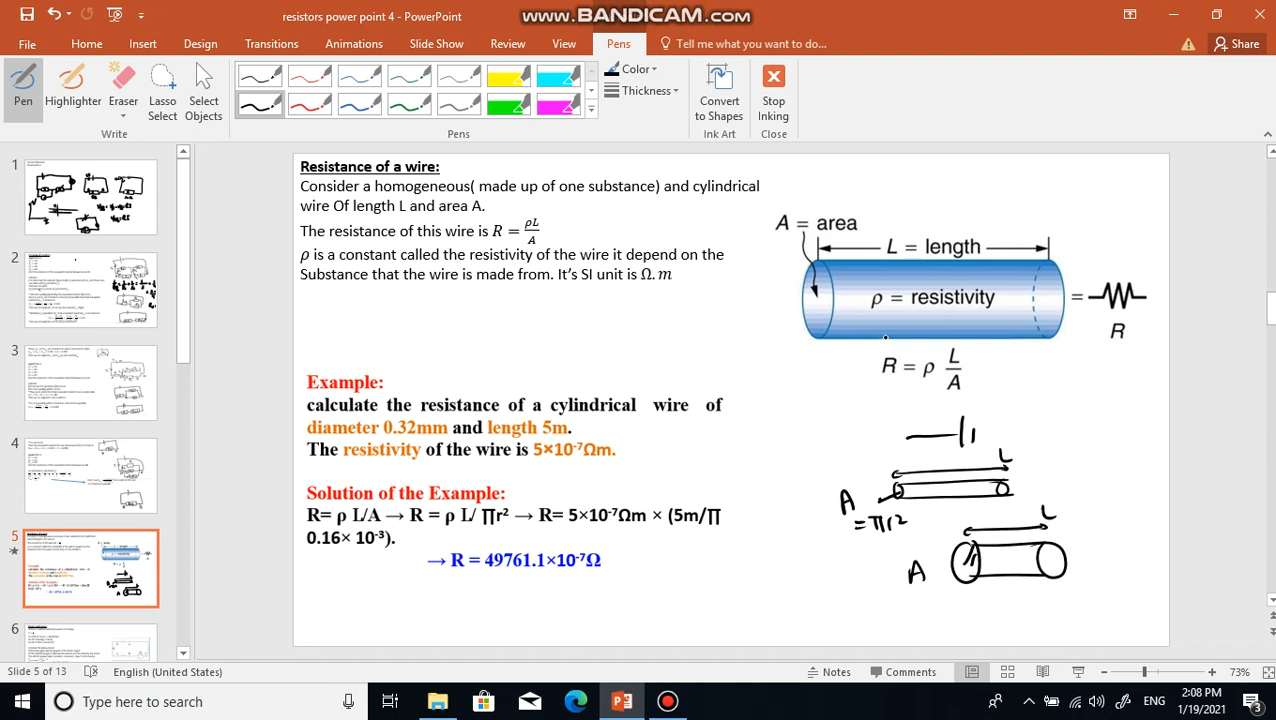 resistors power point 4 - PowerPoint
www.BANDICAM.com
File Home Insert Design Transitions Animations Slide Show Review View Pens Tell me what you want to do... Share
Pen Highlighter Eraser Lasso Select Select Objects
Color
Thickness
Convert to Shapes Stop Inking
Write Pens Ink Art Close
1
2
3
4
5
6
Resistance of a wire:
Consider a homogeneous( made up of one substance) and cylindrical
wire Of length L and area A.
The resistance of this wire is R = ρL/A
ρ is a constant called the resistivity of the wire it depend on the
Substance that the wire is made from. It's SI unit is Ω.m
A = area
L = length
ρ = resistivity
=
R
R = ρ L/A
Example:
calculate the resistance of a cylindrical wire of
diameter 0.32mm and length 5m.
The resistivity of the wire is 5×10⁻⁷Ωm.
Solution of the Example:
R= ρ L/A → R = ρ L/ ∏r² → R= 5×10⁻⁷Ωm × (5m/∏
0.16× 10⁻³).
→ R = 49761.1×10⁻⁷Ω
L
A
= πr²
L
A
Slide 5 of 13 English (United States) Notes Comments 73%
Type here to search
ENG
2:08 PM
1/19/2021
3